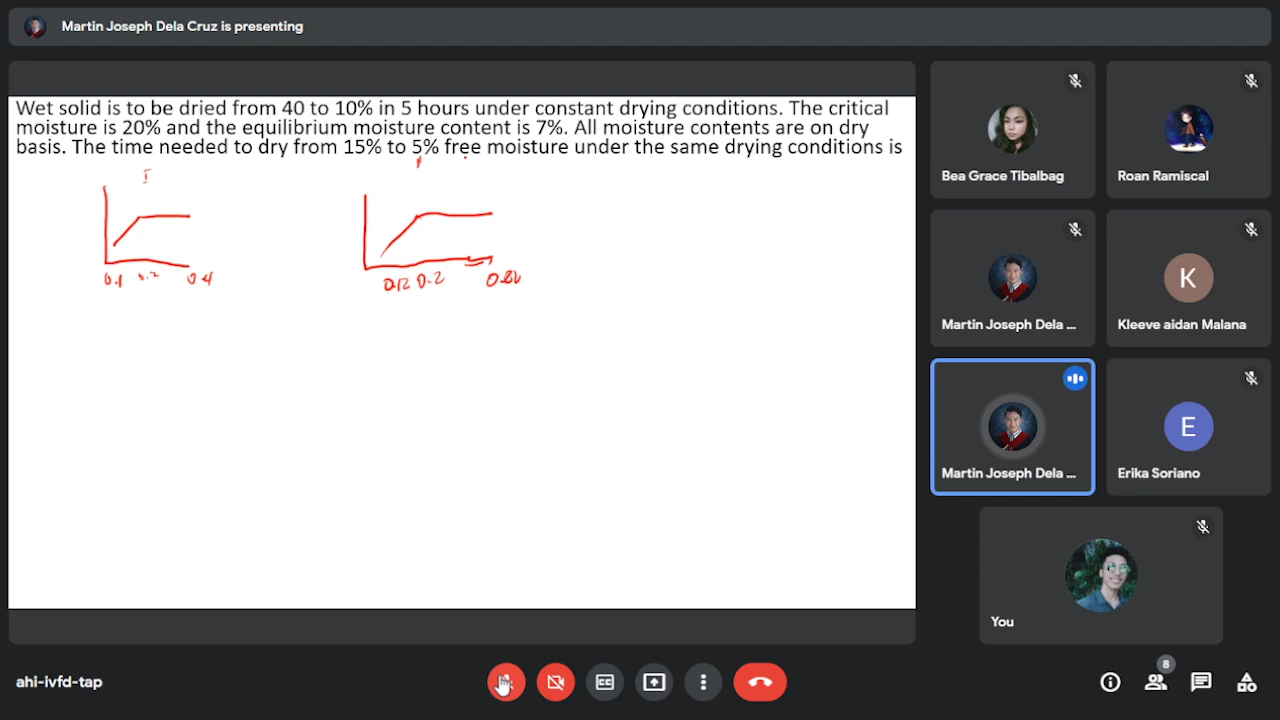 Martin Joseph Dela Cruz is presenting
Wet solid is to be dried from 40 to 10% in 5 hours under constant drying conditions. The critical
moisture is 20% and the equilibrium moisture content is 7%. All moisture contents are on dry
basis. The time needed to dry from 15% to 5% free moisture under the same drying conditions is
I
0.1 0.2 0.4
0.12 0.2
Bea Grace Tibalbag
Roan Ramiscal
Martin Joseph Dela ...
K
Kleeve aidan Malana
Martin Joseph Dela ...
E
Erika Soriano
You
ahi-ivfd-tap
8